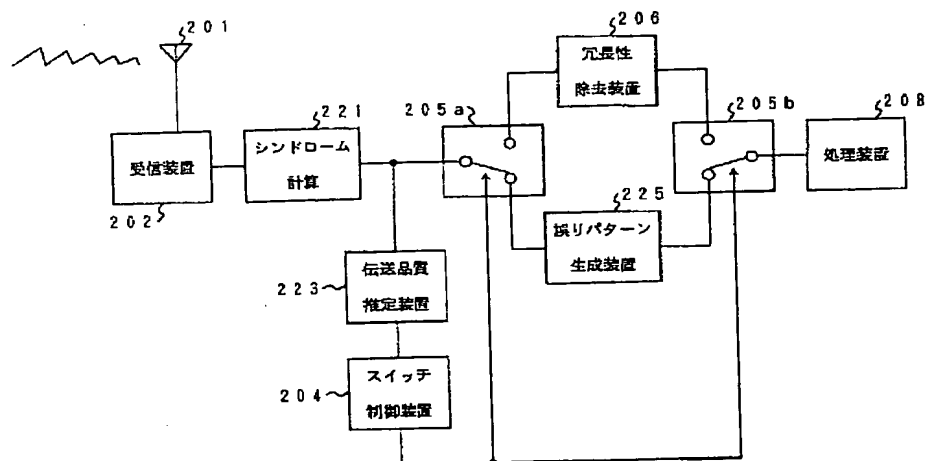 201
206
冗長性
除去装置
205a
205b
208
221
受信装置
シンドローム
計算
処理装置
202
225
誤りパターン
生成装置
伝送品質
推定装置
223
スイッチ
制御装置
204